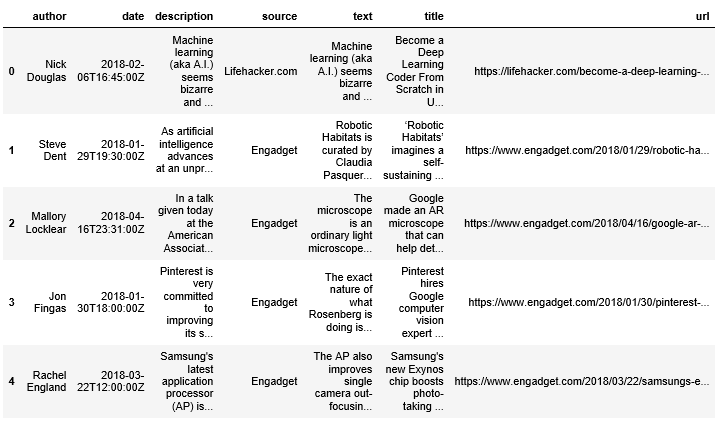 author date description source text title url
0 Nick Douglas 2018-02-06T16:45:00Z Machine learning (aka A.I.) seems bizarre and ... Lifehacker.com Machine learning (aka A.I.) seems bizarre and ... Become a Deep Learning Coder From Scratch in U... https://lifehacker.com/become-a-deep-learning-...
1 Steve Dent 2018-01-29T19:30:00Z As artificial intelligence advances at an unpr... Engadget Robotic Habitats is curated by Claudia Pasquer... ‘Robotic Habitats’ imagines a self-sustaining ... https://www.engadget.com/2018/01/29/robotic-ha...
2 Mallory Locklear 2018-04-16T23:31:00Z In a talk given today at the American Associat... Engadget The microscope is an ordinary light microscope... Google made an AR microscope that can help det... https://www.engadget.com/2018/04/16/google-ar-...
3 Jon Fingas 2018-01-30T18:00:00Z Pinterest is very committed to improving its s... Engadget The exact nature of what Rosenberg is doing is... Pinterest hires Google computer vision expert ... https://www.engadget.com/2018/01/30/pinterest-...
4 Rachel England 2018-03-22T12:00:00Z Samsung's latest application processor (AP) is... Engadget The AP also improves single camera out-focusin... Samsung's new Exynos chip boosts photo-taking ... https://www.engadget.com/2018/03/22/samsungs-e...